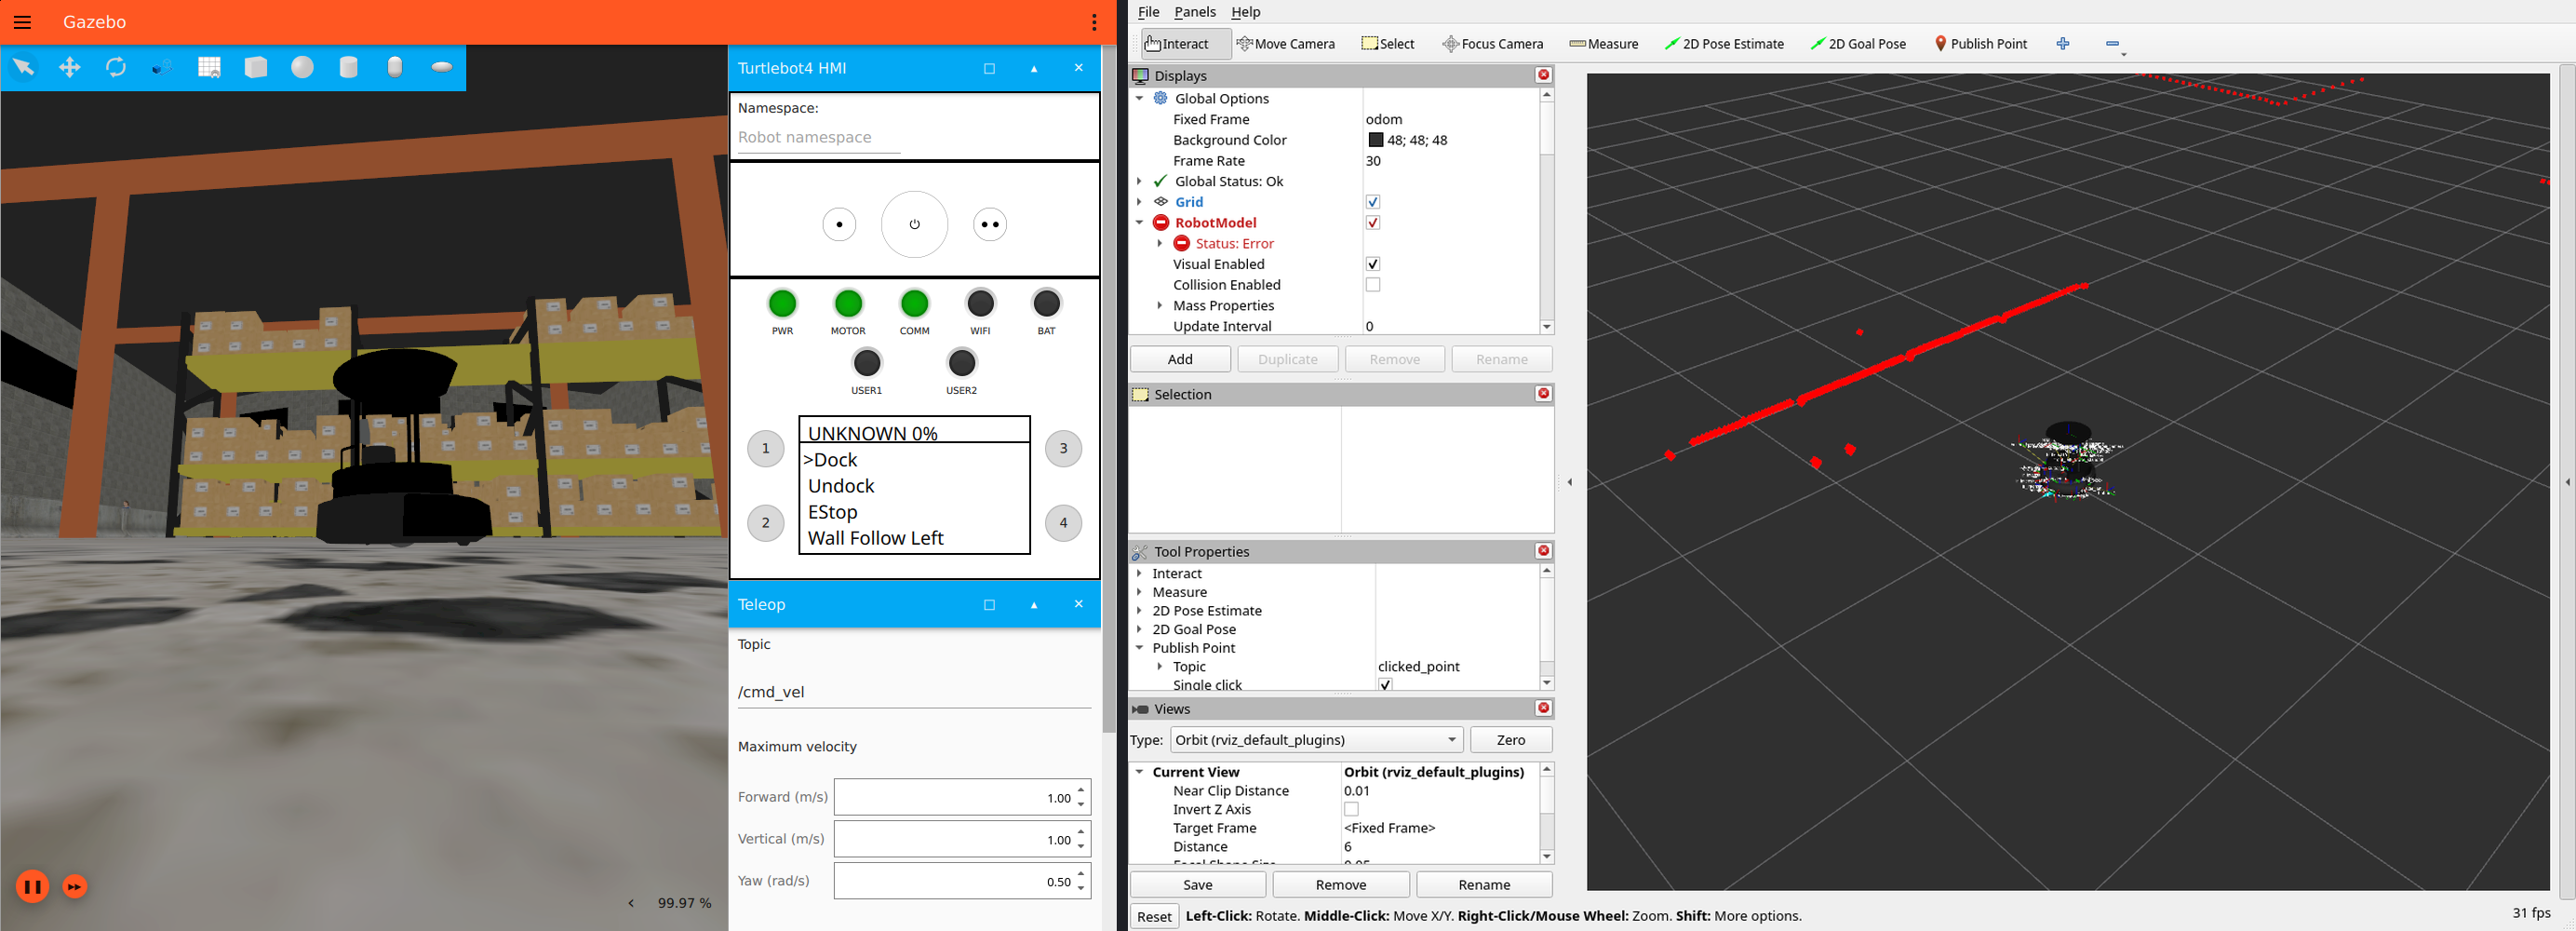 Gazebo
Turtlebot4 HMI
Namespace:
Robot namespace
PWR MOTOR COMM WIFI BAT
USER1 USER2
UNKNOWN 0%
>Dock
Undock
EStop
Wall Follow Left
1
2
3
4
Teleop
Topic
/cmd_vel
Maximum velocity
Forward (m/s) 1.00
Vertical (m/s) 1.00
Yaw (rad/s) 0.50
< 99.97 %
File Panels Help
Interact Move Camera Select Focus Camera Measure 2D Pose Estimate 2D Goal Pose Publish Point
Displays
Global Options
Fixed Frame odom
Background Color 48; 48; 48
Frame Rate 30
Global Status: Ok
Grid
RobotModel
Status: Error
Visual Enabled
Collision Enabled
Mass Properties
Update Interval 0
Add Duplicate Remove Rename
Selection
Tool Properties
Interact
Measure
2D Pose Estimate
2D Goal Pose
Publish Point
Topic clicked_point
Single click
Views
Type: Orbit (rviz_default_plugins) Zero
Current View Orbit (rviz_default_plugins)
Near Clip Distance 0.01
Invert Z Axis
Target Frame <Fixed Frame>
Distance 6
Save Remove Rename
Reset Left-Click: Rotate. Middle-Click: Move X/Y. Right-Click/Mouse Wheel: Zoom. Shift: More options.
31 fps